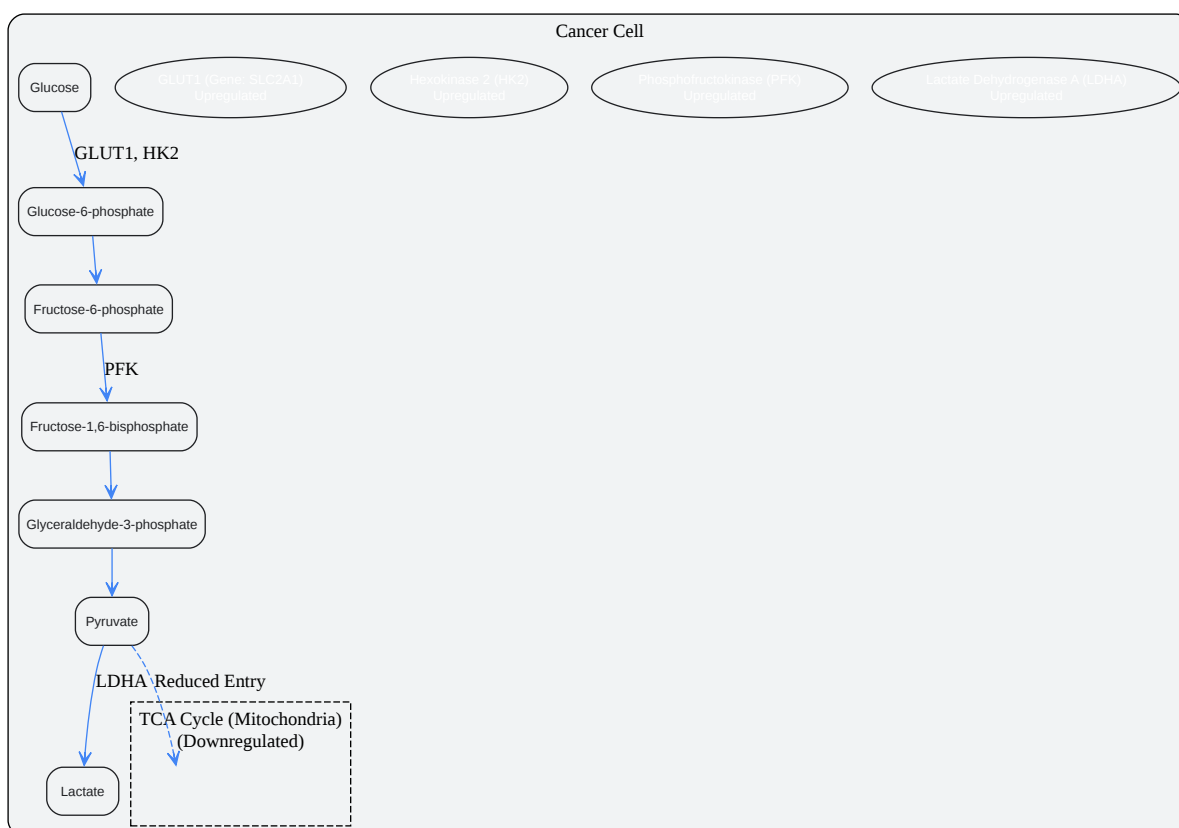 Cancer Cell
Glucose
GLUT1 (Gene: SLC2A1)
Upregulated
Hexokinase 2 (HK2)
Upregulated
Phosphofructokinase (PFK)
Upregulated
Lactate Dehydrogenase A (LDHA)
Upregulated
GLUT1, HK2
Glucose-6-phosphate
Fructose-6-phosphate
PFK
Fructose-1,6-bisphosphate
Glyceraldehyde-3-phosphate
Pyruvate
LDHA
Reduced Entry
TCA Cycle (Mitochondria)
(Downregulated)
Lactate